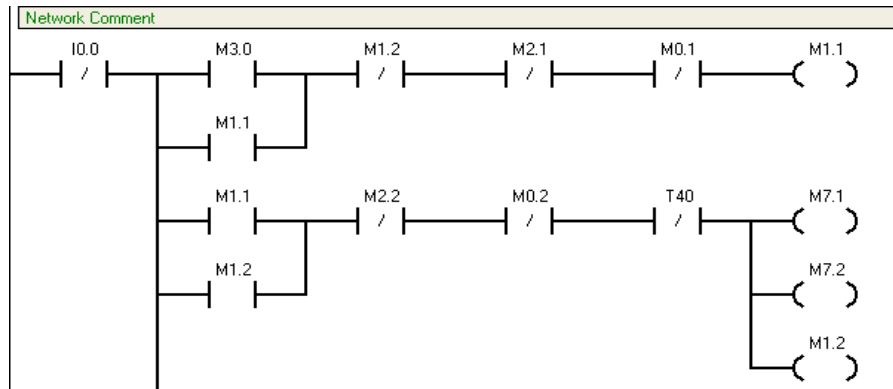 Network Comment
I0.0 M3.0 M1.2 M2.1 M0.1 M1.1
M1.1
M1.1 M2.2 M0.2 T40 M7.1
M1.2 M7.2
M1.2